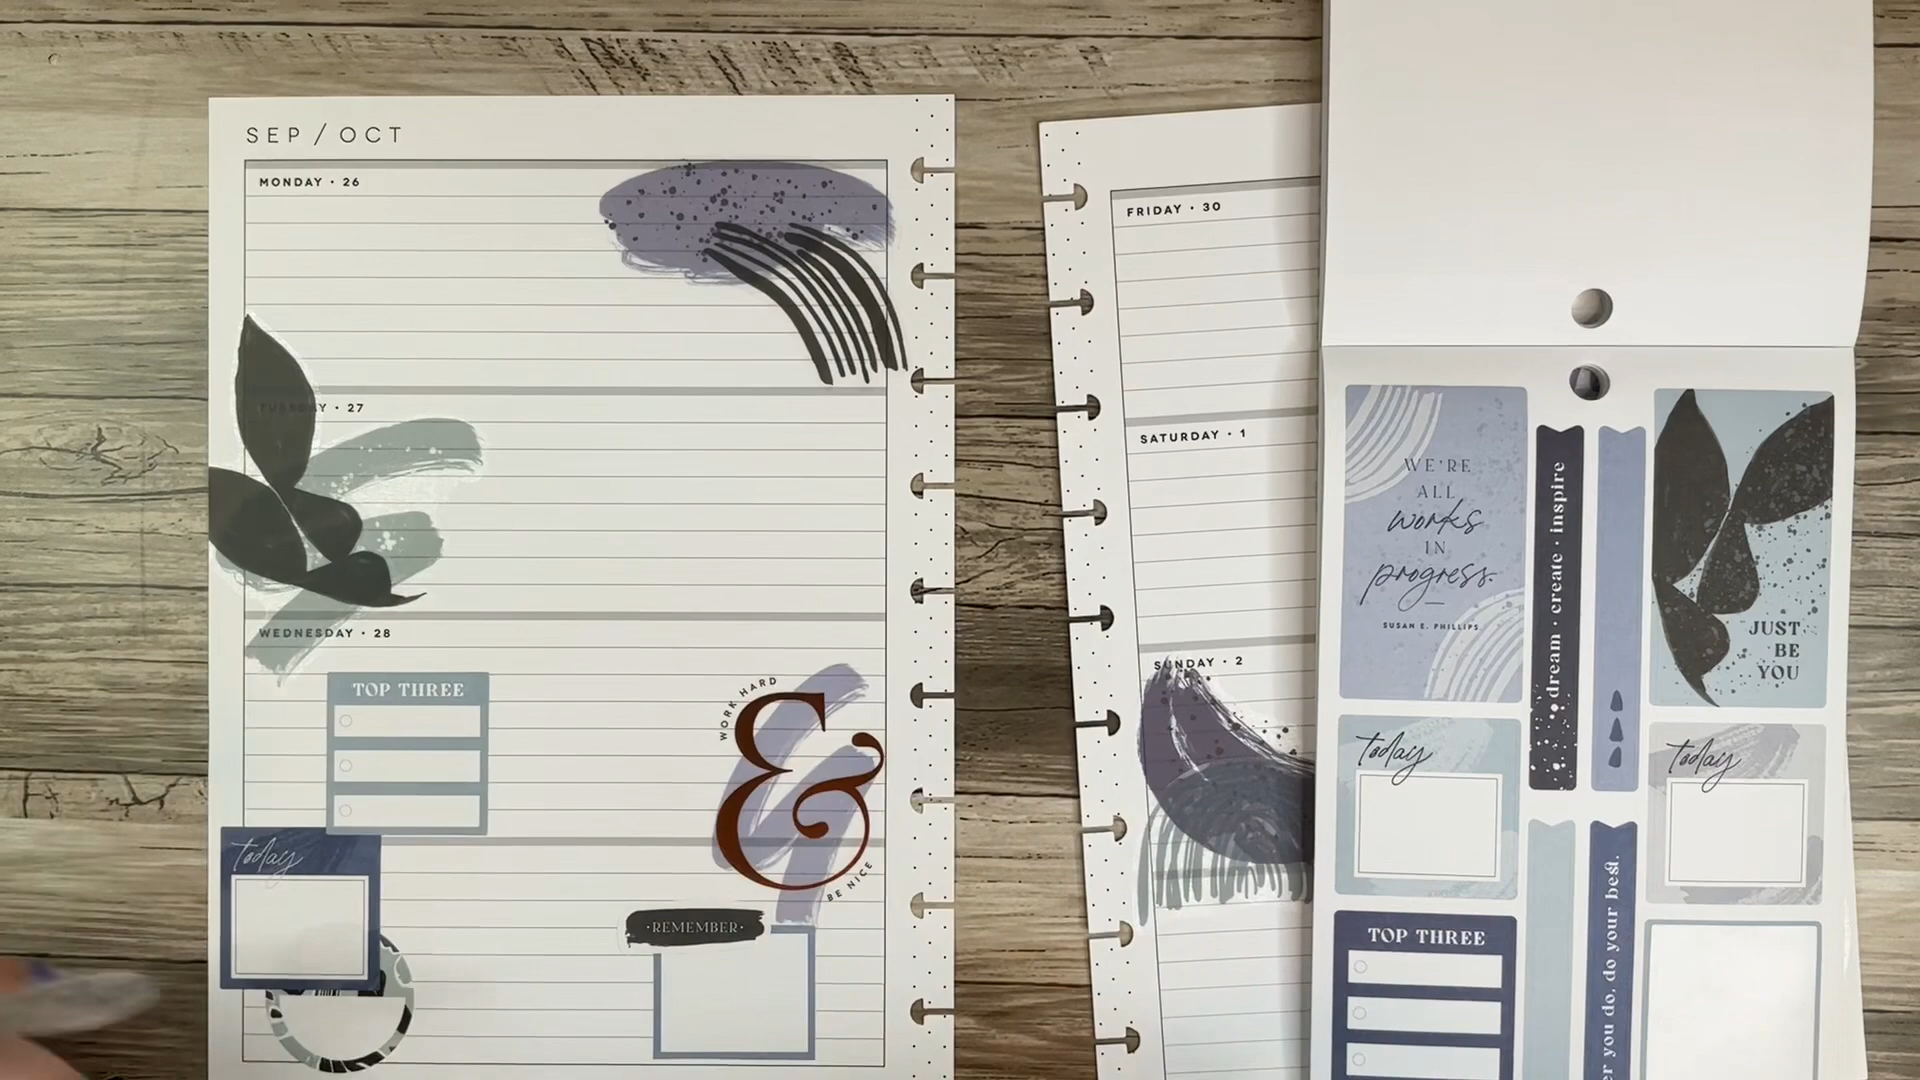 SEP / OCT
MONDAY • 26
TUESDAY • 27
WEDNESDAY • 28
TOP THREE
WORK HARD
&
BE NICE
today
•REMEMBER•
FRIDAY • 30
SATURDAY • 1
SUNDAY • 2
WE'RE
ALL
works
IN
progress.
SUSAN E. PHILLIPS
dream • create • inspire
JUST
BE
YOU
today
today
TOP THREE
er you do, do your best.